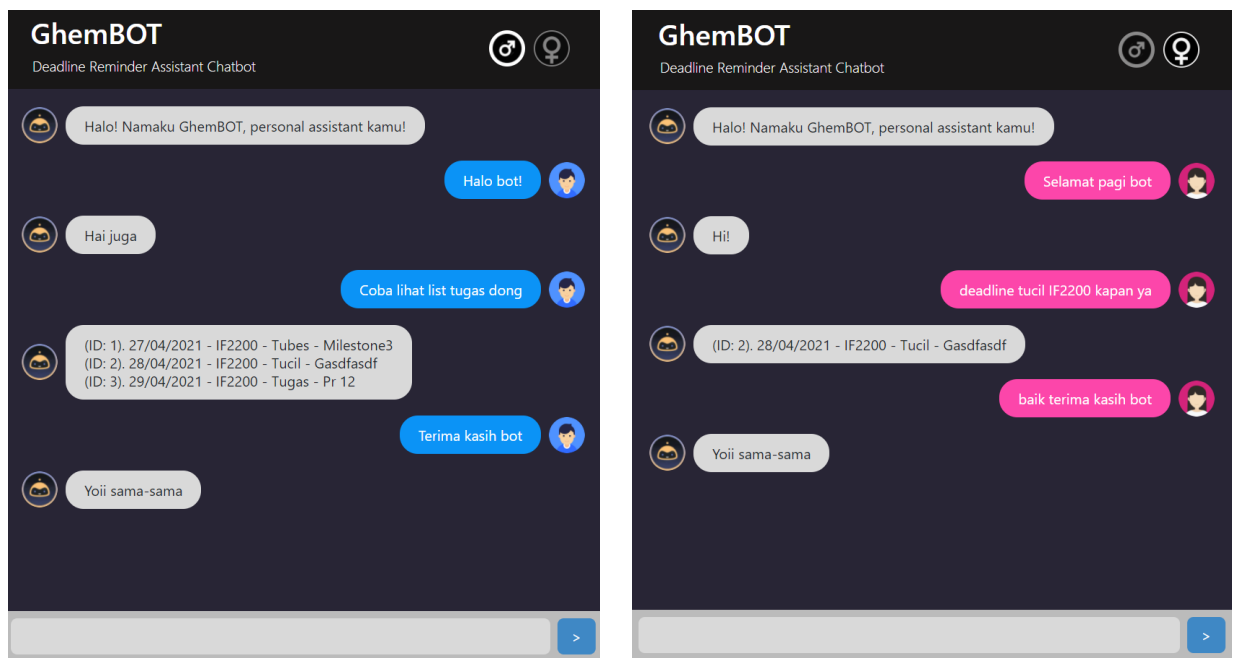 GhemBOT
Deadline Reminder Assistant Chatbot
Halo! Namaku GhemBOT, personal assistant kamu!
Halo bot!
Hai juga
Coba lihat list tugas dong
(ID: 1). 27/04/2021 - IF2200 - Tubes - Milestone3
(ID: 2). 28/04/2021 - IF2200 - Tucil - Gasdfasdf
(ID: 3). 29/04/2021 - IF2200 - Tugas - Pr 12
Terima kasih bot
Yoii sama-sama
>
GhemBOT
Deadline Reminder Assistant Chatbot
Halo! Namaku GhemBOT, personal assistant kamu!
Selamat pagi bot
Hi!
deadline tucil IF2200 kapan ya
(ID: 2). 28/04/2021 - IF2200 - Tucil - Gasdfasdf
baik terima kasih bot
Yoii sama-sama
>